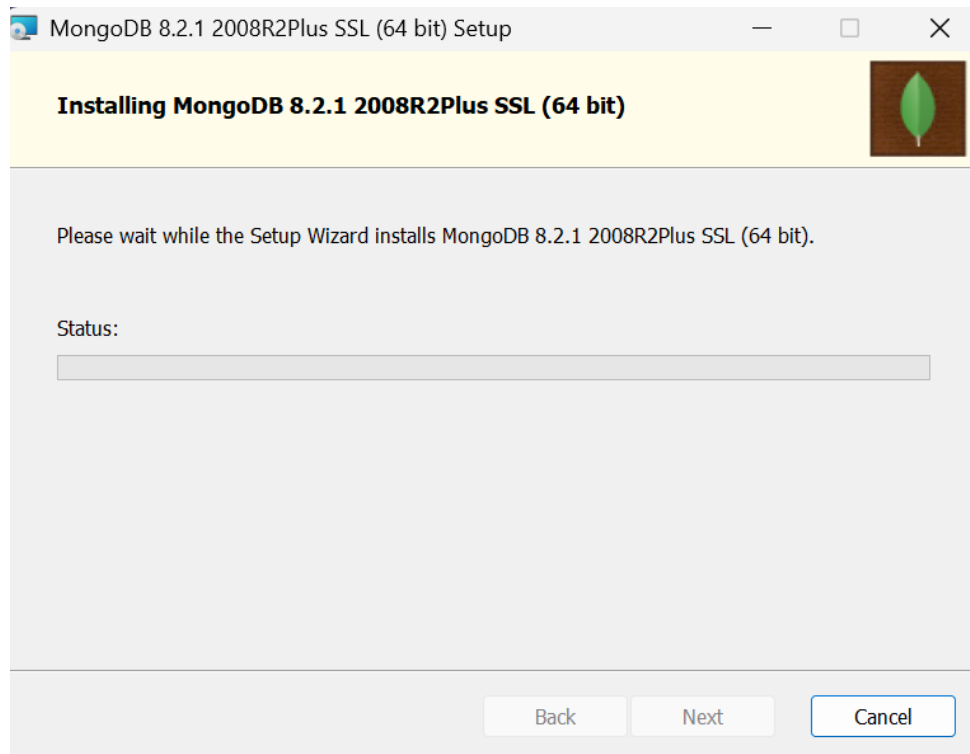 MongoDB 8.2.1 2008R2Plus SSL (64 bit) Setup
Installing MongoDB 8.2.1 2008R2Plus SSL (64 bit)
Please wait while the Setup Wizard installs MongoDB 8.2.1 2008R2Plus SSL (64 bit).
Status:
Back Next Cancel